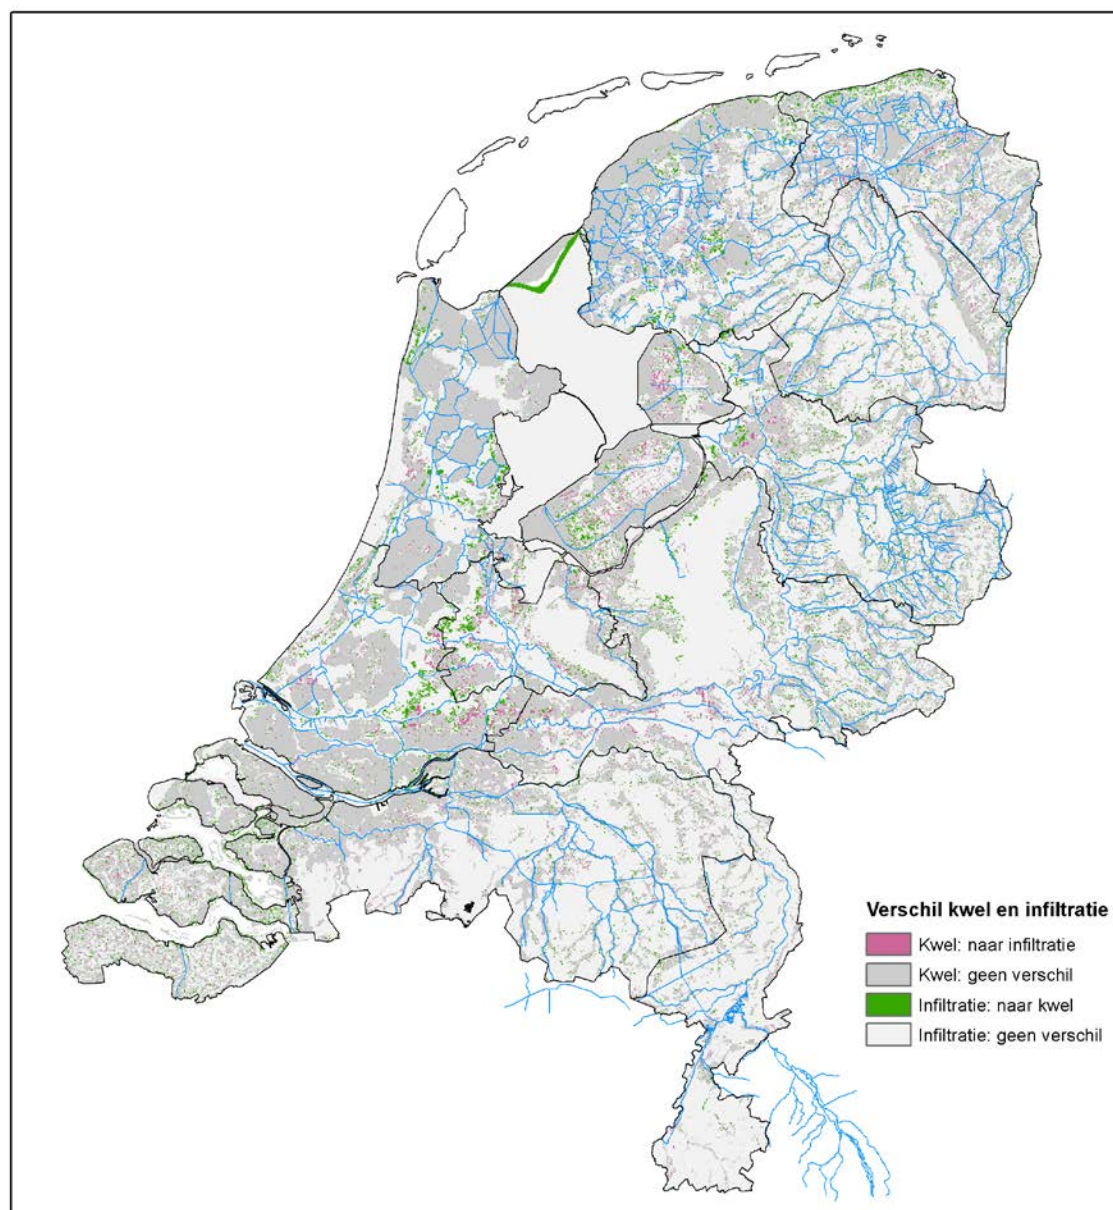 Verschil kwel en infiltratie
Kwel: naar infiltratie
Kwel: geen verschil
Infiltratie: naar kwel
Infiltratie: geen verschil